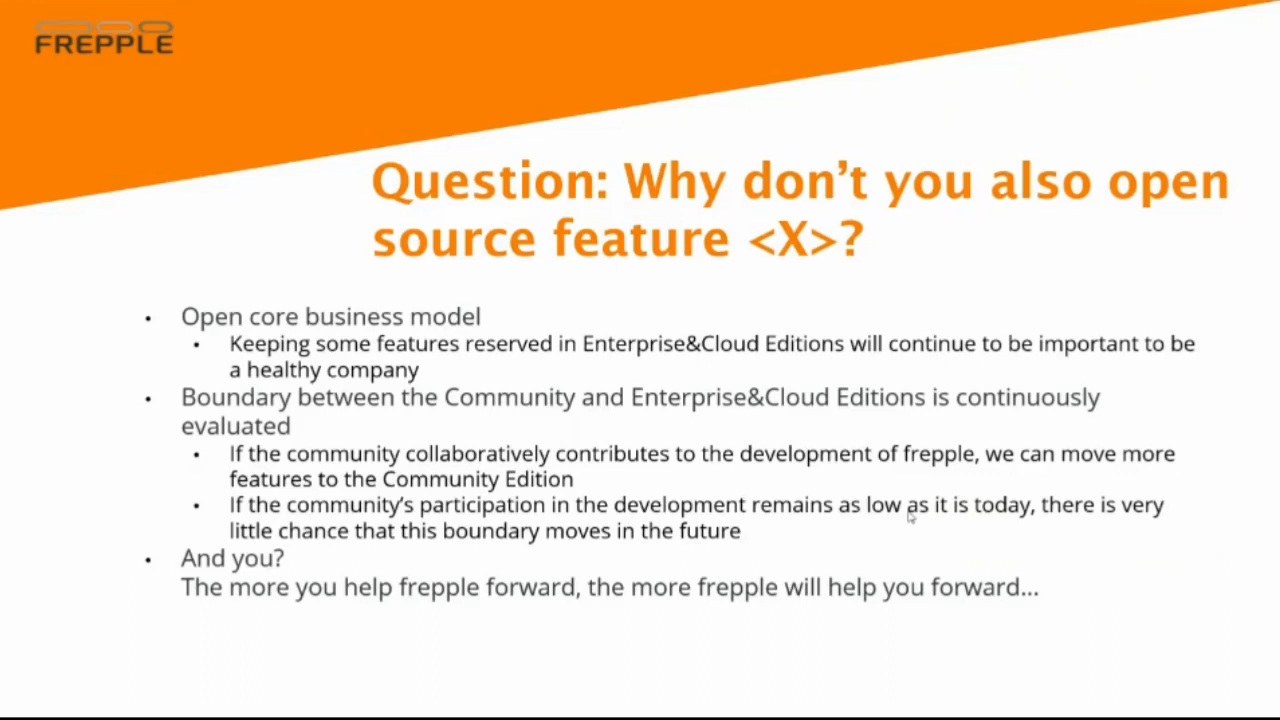 FREPPLE
Question: Why don’t you also open
source feature <X>?
• Open core business model
• Keeping some features reserved in Enterprise&Cloud Editions will continue to be important to be
a healthy company
• Boundary between the Community and Enterprise&Cloud Editions is continuously
evaluated
• If the community collaboratively contributes to the development of frepple, we can move more
features to the Community Edition
• If the community’s participation in the development remains as low as it is today, there is very
little chance that this boundary moves in the future
• And you?
The more you help frepple forward, the more frepple will help you forward…